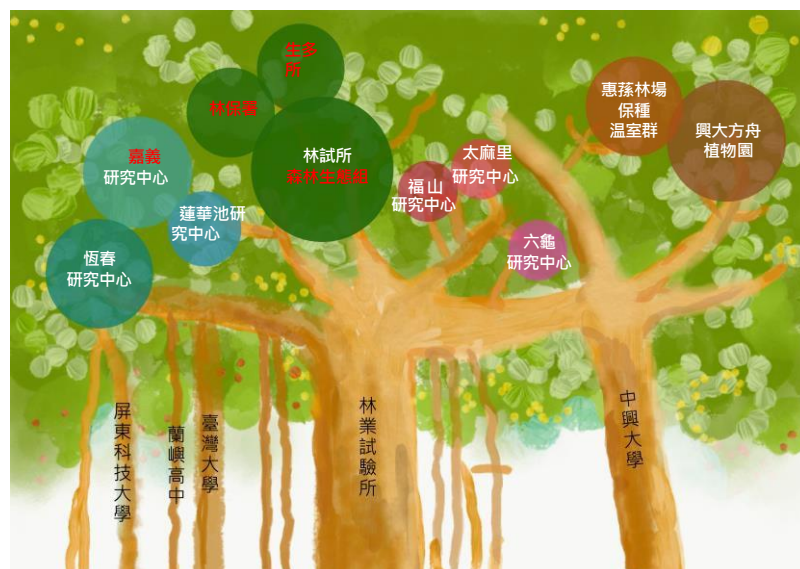 生多
所
林保署
林試所
森林生態組
嘉義
研究中心
蓮華池研
究中心
恆春
研究中心
福山
研究中心
太麻里
研究中心
六龜
研究中心
惠蓀林場
保種
溫室群
興大方舟
植物園
屏東科技大學
蘭嶼高中
臺灣大學
林業試驗所
中興大學